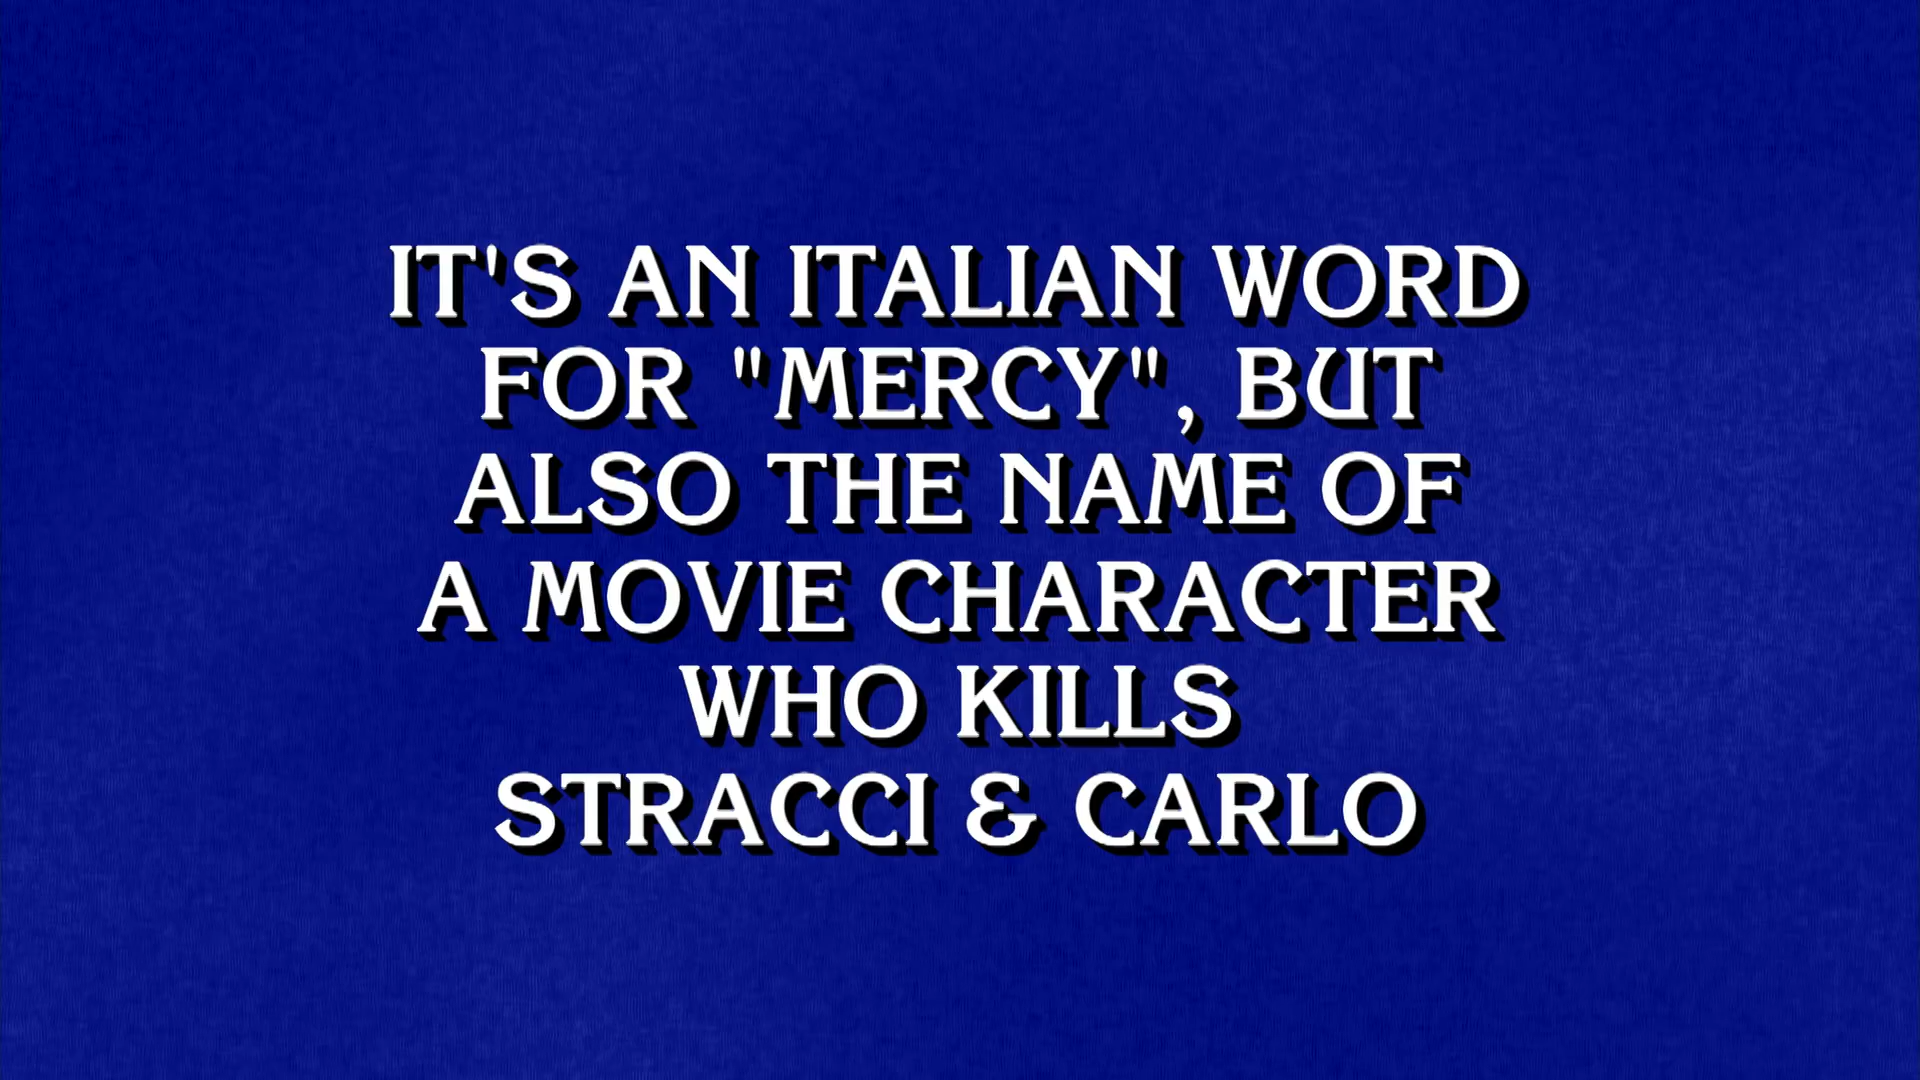 IT'S AN ITALIAN WORD
FOR "MERCY", BUT
ALSO THE NAME OF
A MOVIE CHARACTER
WHO KILLS
STRACCI & CARLO